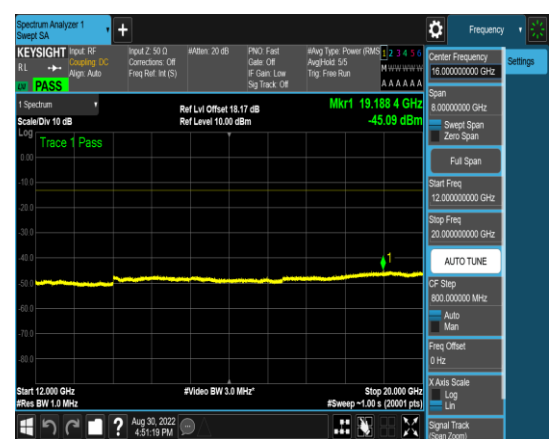 Spectrum Analyzer 1
Swept SA
Frequency
KEYSIGHT
Input: RF
Coupling: DC
Align: Auto
Input Z: 50 Ω
Corrections: Off
Freq Ref: Int (S)
#Atten: 20 dB
PNO: Fast
Gate: Off
IF Gain: Low
Sig Track: Off
#Avg Type: Power (RMS
Avg|Hold: 5/5
Trig: Free Run
1 2 3 4 5 6
M W W W W W
A A A A A A
RL
PASS
1 Spectrum
Scale/Div 10 dB
Ref Lvl Offset 18.17 dB
Ref Level 10.00 dBm
Mkr1 19.188 4 GHz
-45.09 dBm
Log
Trace 1 Pass
0.00
-10.0
-20.0
-30.0
-40.0
-50.0
-60.0
-70.0
-80.0
1
Start 12.000 GHz
#Res BW 1.0 MHz
#Video BW 3.0 MHz*
Stop 20.000 GHz
#Sweep ~1.00 s (20001 pts)
Aug 30, 2022
4:51:19 PM
?
Center Frequency
16.000000000 GHz
Settings
Span
8.00000000 GHz
Swept Span
Zero Span
Full Span
Start Freq
12.000000000 GHz
Stop Freq
20.000000000 GHz
AUTO TUNE
CF Step
800.000000 MHz
Auto
Man
Freq Offset
0 Hz
X Axis Scale
Log
Lin
Signal Track
(Span Zoom)